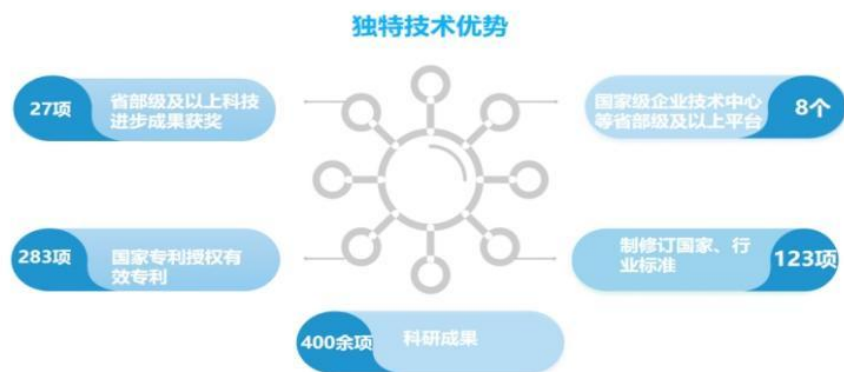 独特技术优势
27项
省部级及以上科技
进步成果获奖
国家级企业技术中心
等省部级及以上平台
8个
283项
国家专利授权有
效专利
制修订国家、行
业标准
123项
400余项
科研成果